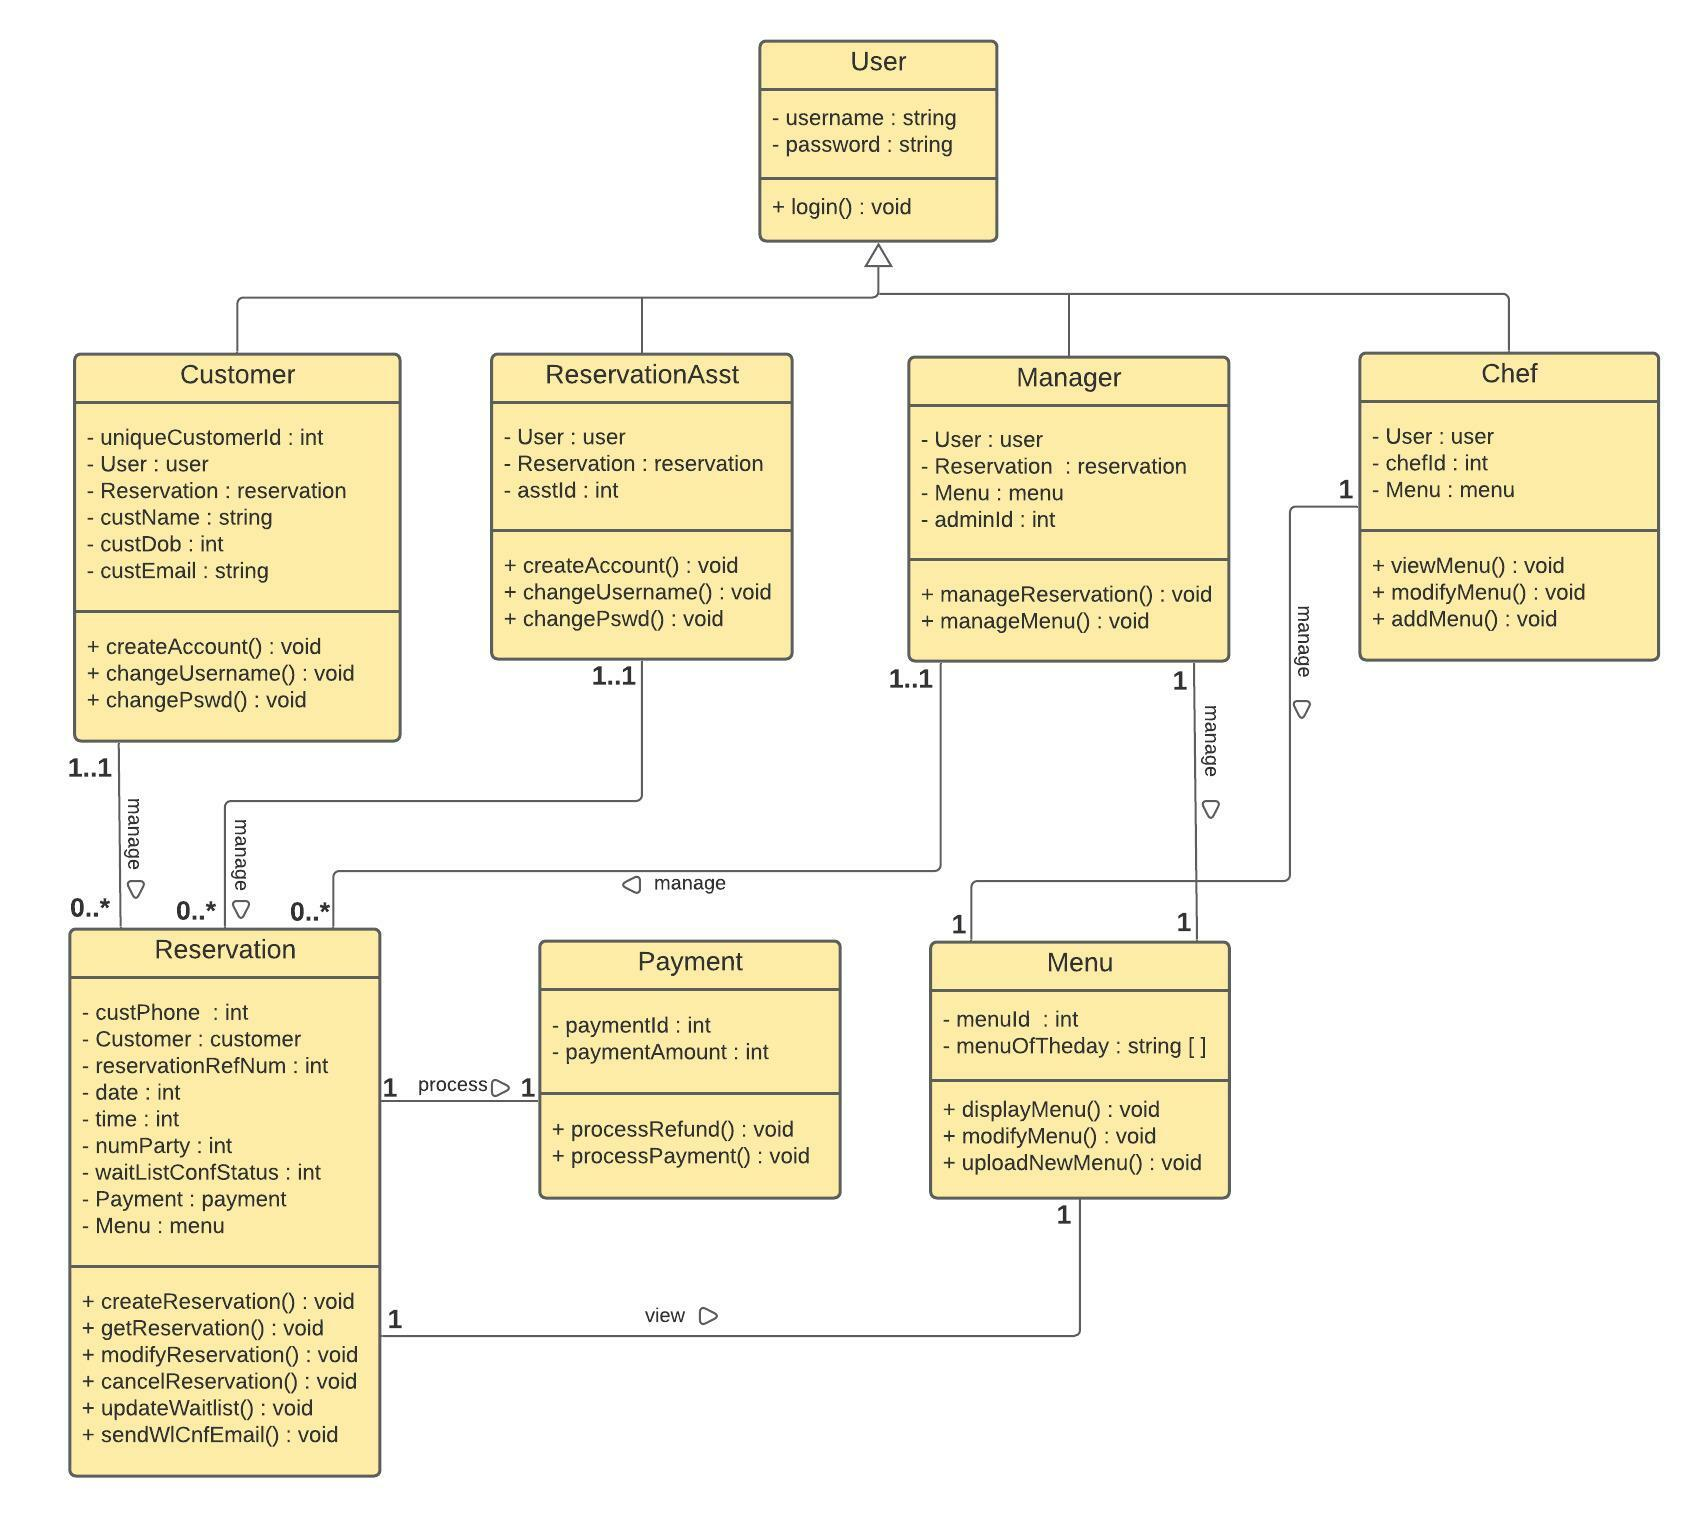 User
- username : string
- password : string
+ login() : void
Customer
- uniqueCustomerId : int
- User : user
- Reservation : reservation
- custName : string
- custDob : int
- custEmail : string
+ createAccount() : void
+ changeUsername() : void
+ changePswd() : void
ReservationAsst
- User : user
- Reservation : reservation
- asstId : int
+ createAccount() : void
+ changeUsername() : void
+ changePswd() : void
Manager
- User : user
- Reservation  : reservation
- Menu : menu
- adminId : int
+ manageReservation() : void
+ manageMenu() : void
Chef
- User : user
- chefId : int
- Menu : menu
+ viewMenu() : void
+ modifyMenu() : void
+ addMenu() : void
1
manage
1..1
1..1
1
manage
1..1
manage
manage
manage
0..*
0..*
0..*
1
1
Reservation
- custPhone  : int
- Customer : customer
- reservationRefNum : int
- date : int
- time : int
- numParty : int
- waitListConfStatus : int
- Payment : payment
- Menu : menu
+ createReservation() : void
+ getReservation() : void
+ modifyReservation() : void
+ cancelReservation() : void
+ updateWaitlist() : void
+ sendWlCnfEmail() : void
1
process
1
Payment
- paymentId : int
- paymentAmount : int
+ processRefund() : void
+ processPayment() : void
Menu
- menuId  : int
- menuOfTheday : string [ ]
+ displayMenu() : void
+ modifyMenu() : void
+ uploadNewMenu() : void
1
1
view